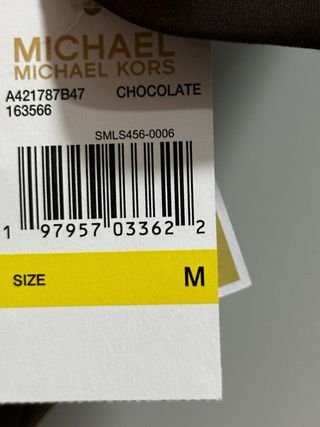 MICHAEL
MICHAEL KORS
A421787B47 CHOCOLATE
163566
SMLS456-0006
1 97957 03362 2
SIZE M